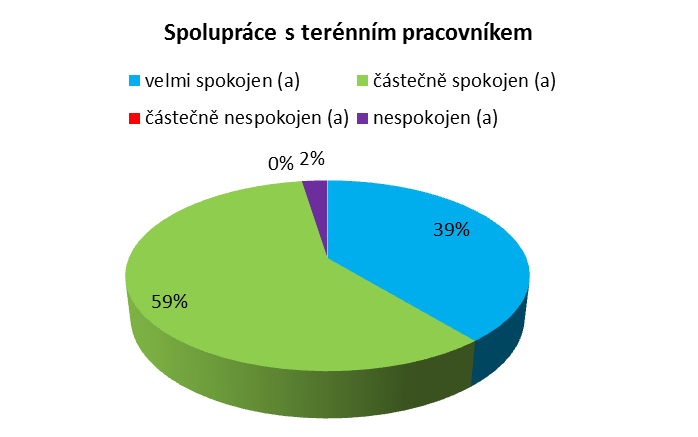 Spolupráce s terénním pracovníkem
velmi spokojen (a) částečně spokojen (a)
částečně nespokojen (a) nespokojen (a)
0% 2%
39%
59%